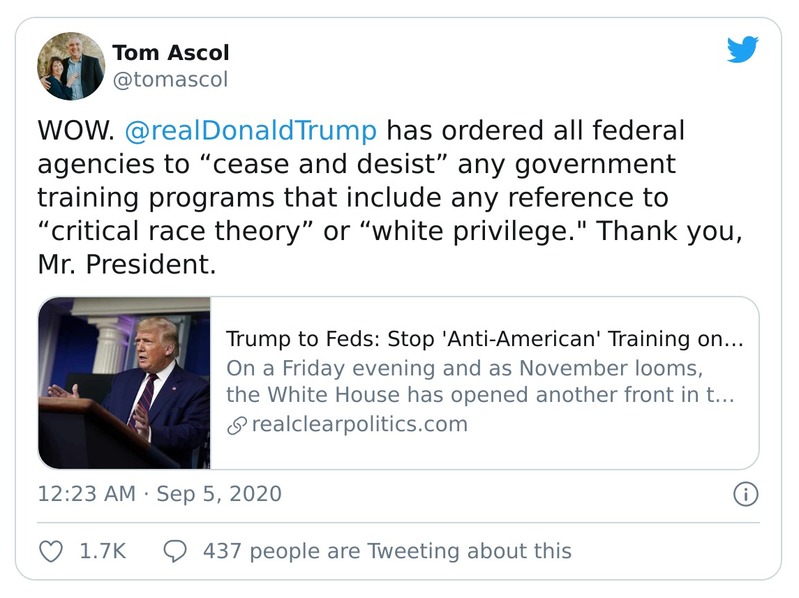 Tom Ascol
@tomascol
WOW. @realDonaldTrump has ordered all federal
agencies to “cease and desist” any government
training programs that include any reference to
“critical race theory” or “white privilege." Thank you,
Mr. President.
Trump to Feds: Stop 'Anti-American' Training on...
On a Friday evening and as November looms,
the White House has opened another front in t...
realclearpolitics.com
12:23 AM · Sep 5, 2020
1.7K 437 people are Tweeting about this